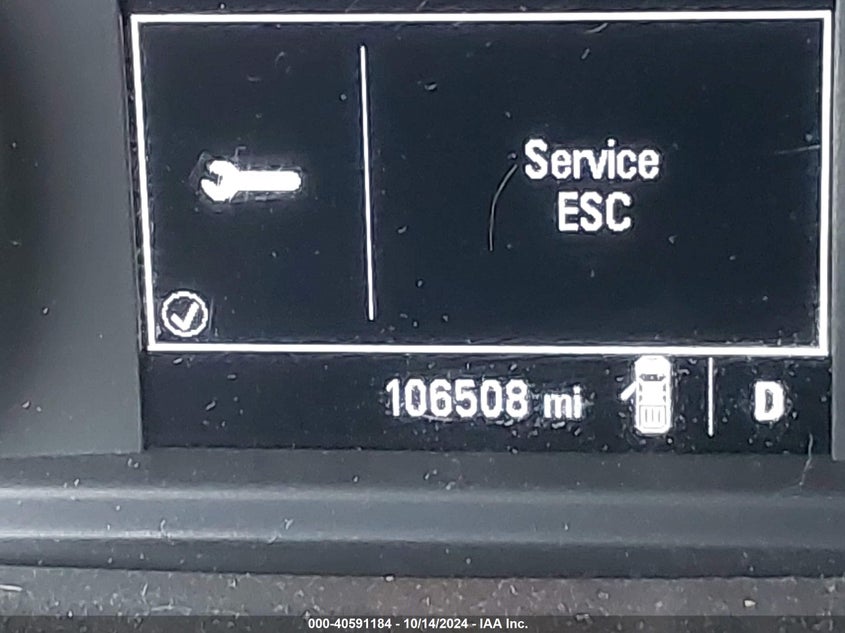 Service
ESC
106508 mi
D
000-40591184 - 10/14/2024 - IAA Inc.